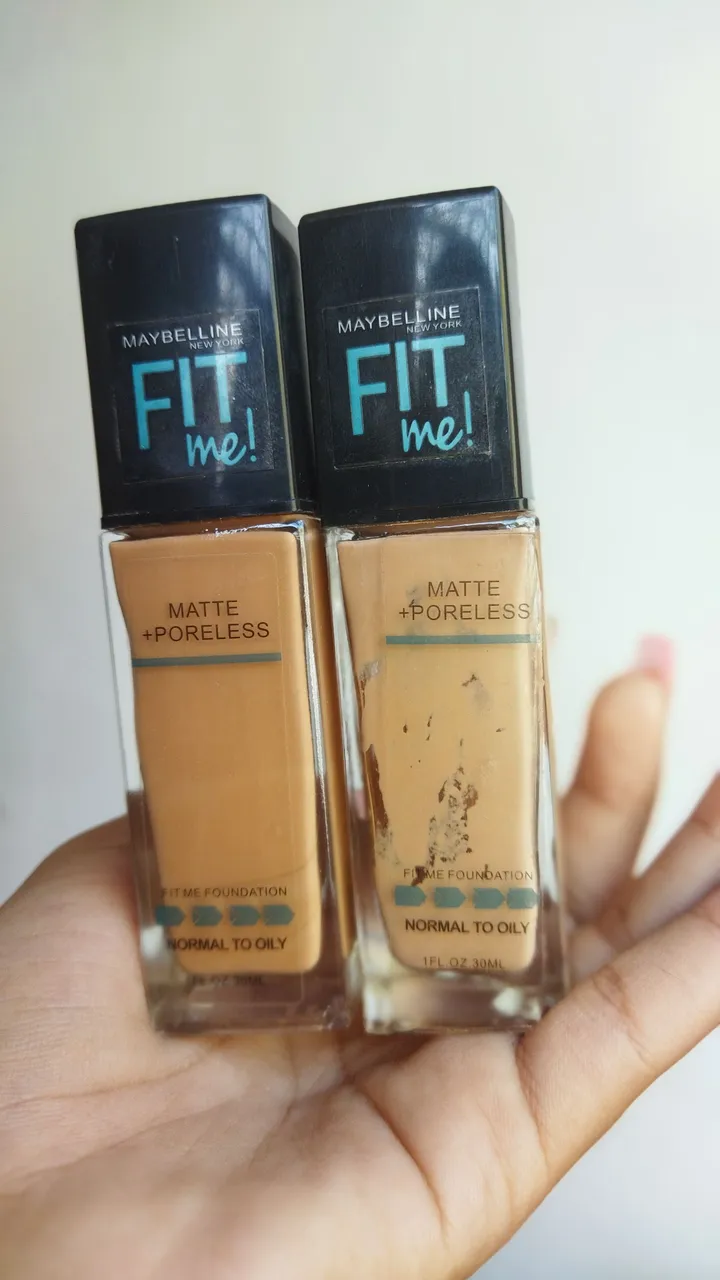 MAYBELLINE
NEW YORK
FIT
me!
MATTE
+PORELESS
FIT ME FOUNDATION
NORMAL TO OILY
MAYBELLINE
NEW YORK
FIT
me!
MATTE
+PORELESS
FIT ME FOUNDATION
NORMAL TO OILY
1FL OZ 30ML